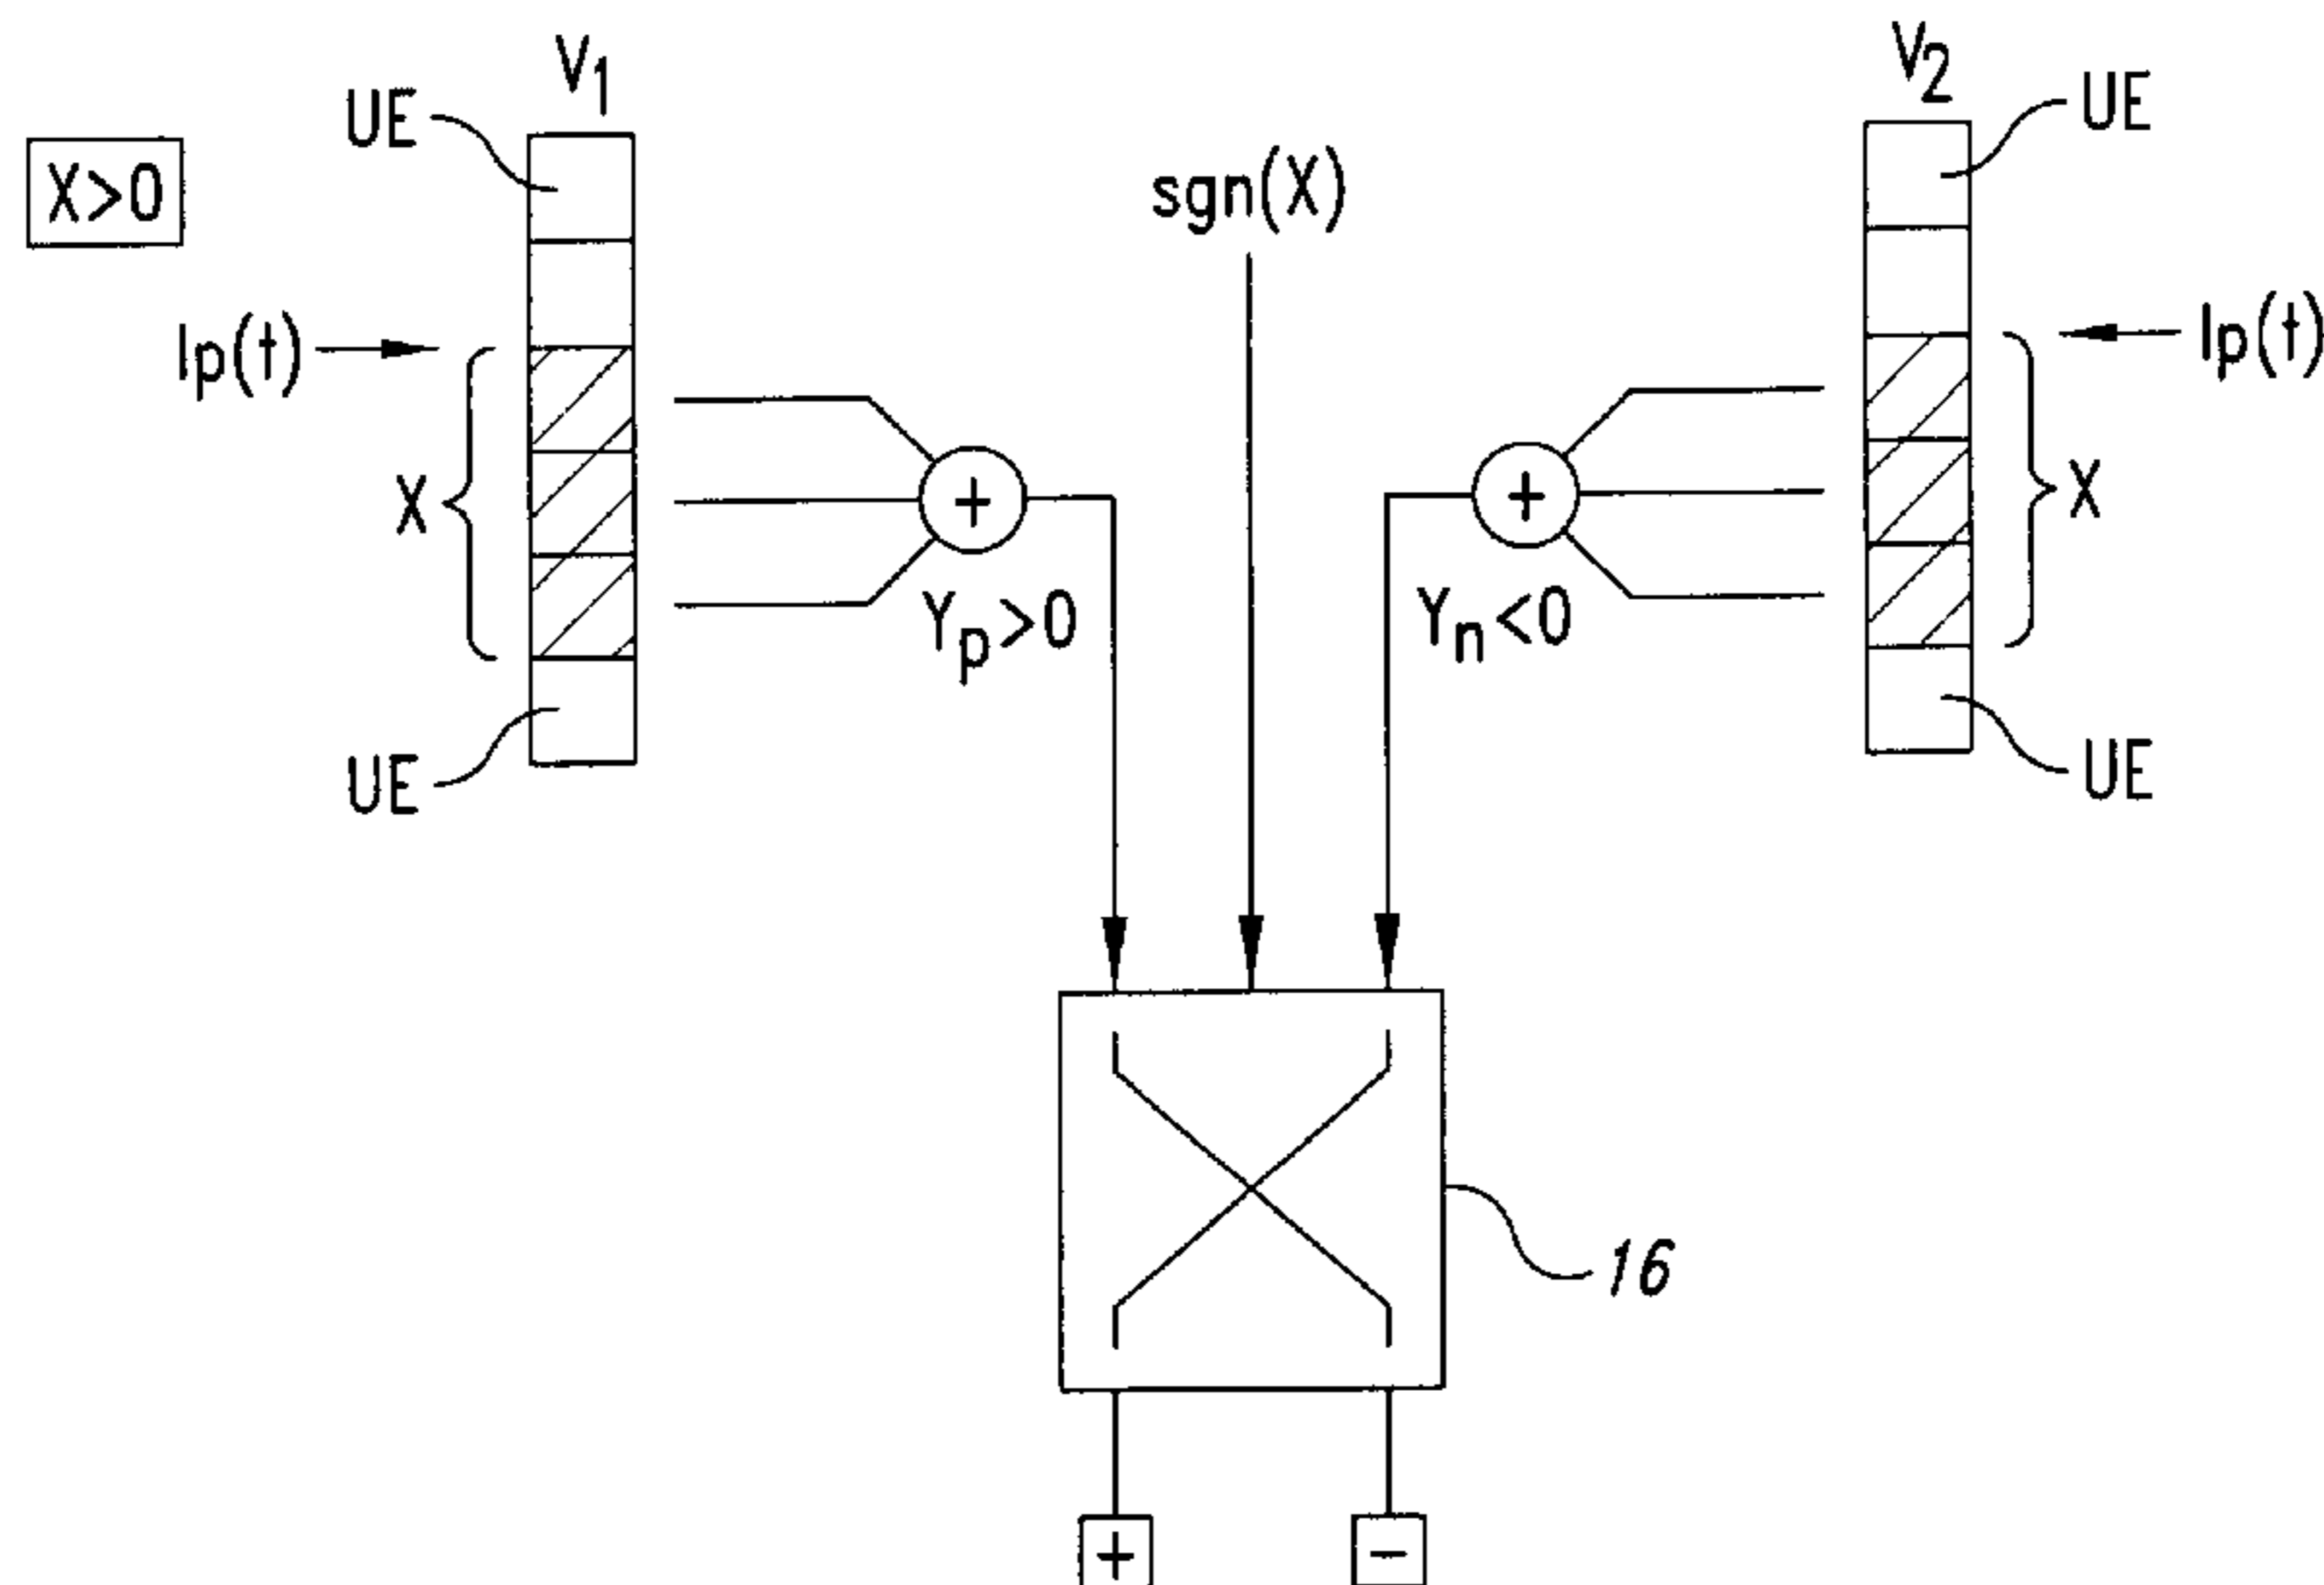 V1
V2
UE
UE
X>0
sgn(X)
Ip(t)
Ip(t)
X
X
+
+
Yp>0
Yn<0
UE
UE
16
+
-